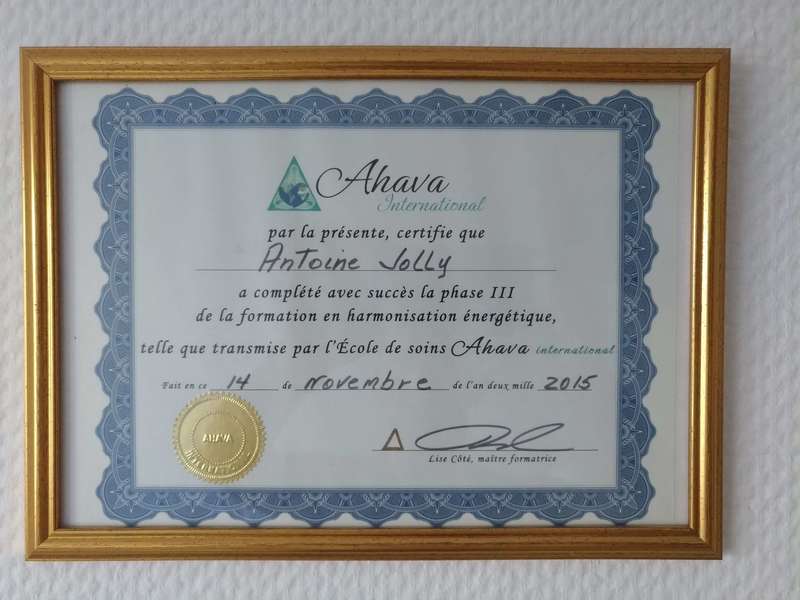 Ahava
International
par la présente, certifie que
Antoine Jolly
a complété avec succès la phase III
de la formation en harmonisation énergétique,
telle que transmise par l'École de soins Ahava international
Fait en ce 14 de novembre de l'an deux mille 2015
AHAVA
INTERNATIONAL
Lise Côté, maître formatrice